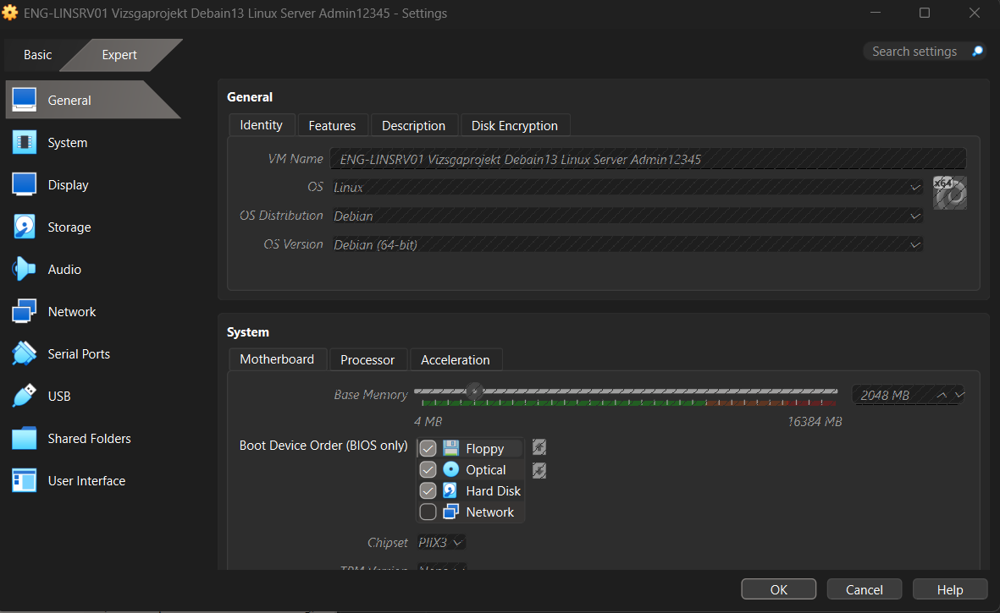 ENG-LINSRV01 Vizsgaprojekt Debain13 Linux Server Admin12345 - Settings
Basic
Expert
Search settings
General
System
Display
Storage
Audio
Network
Serial Ports
USB
Shared Folders
User Interface
General
Identity
Features
Description
Disk Encryption
VM Name
ENG-LINSRV01 Vizsgaprojekt Debain13 Linux Server Admin12345
OS
Linux
x64
OS Distribution
Debian
OS Version
Debian (64-bit)
System
Motherboard
Processor
Acceleration
Base Memory
2048 MB
4 MB
16384 MB
Boot Device Order (BIOS only)
Floppy
Optical
Hard Disk
Network
Chipset
PIIX3
TPM Version
None
OK
Cancel
Help